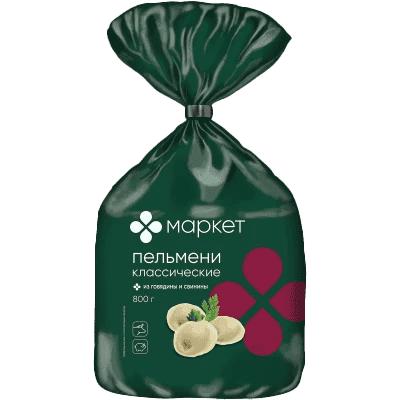 маркет
пельмени
классические
из говядины и свинины
800 г